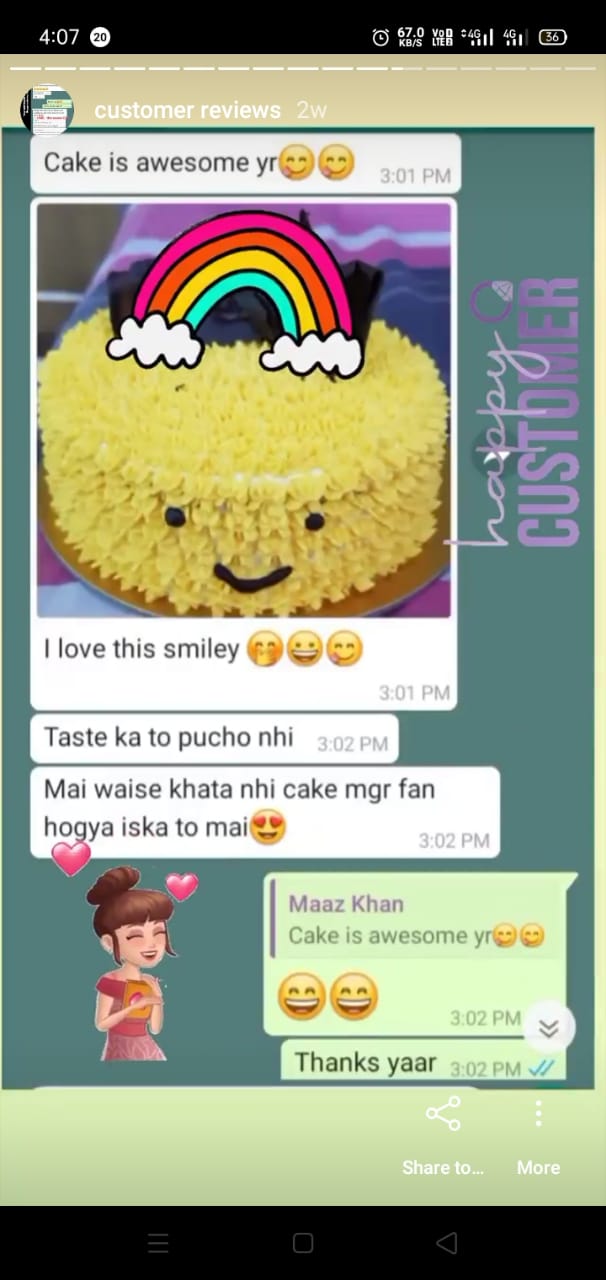 4:07 20 67.0 KB/S VoD LTE 4G 4G 36
customer reviews 2w
Cake is awesome yr😋😋 3:01 PM
happy CUSTOMER
I love this smiley 🤭😀😋
3:01 PM
Taste ka to pucho nhi 3:02 PM
Mai waise khata nhi cake mgr fan
hogya iska to mai😍
3:02 PM
Maaz Khan
Cake is awesome yr😋😋
😄😄
3:02 PM
Thanks yaar 3:02 PM
Share to... More